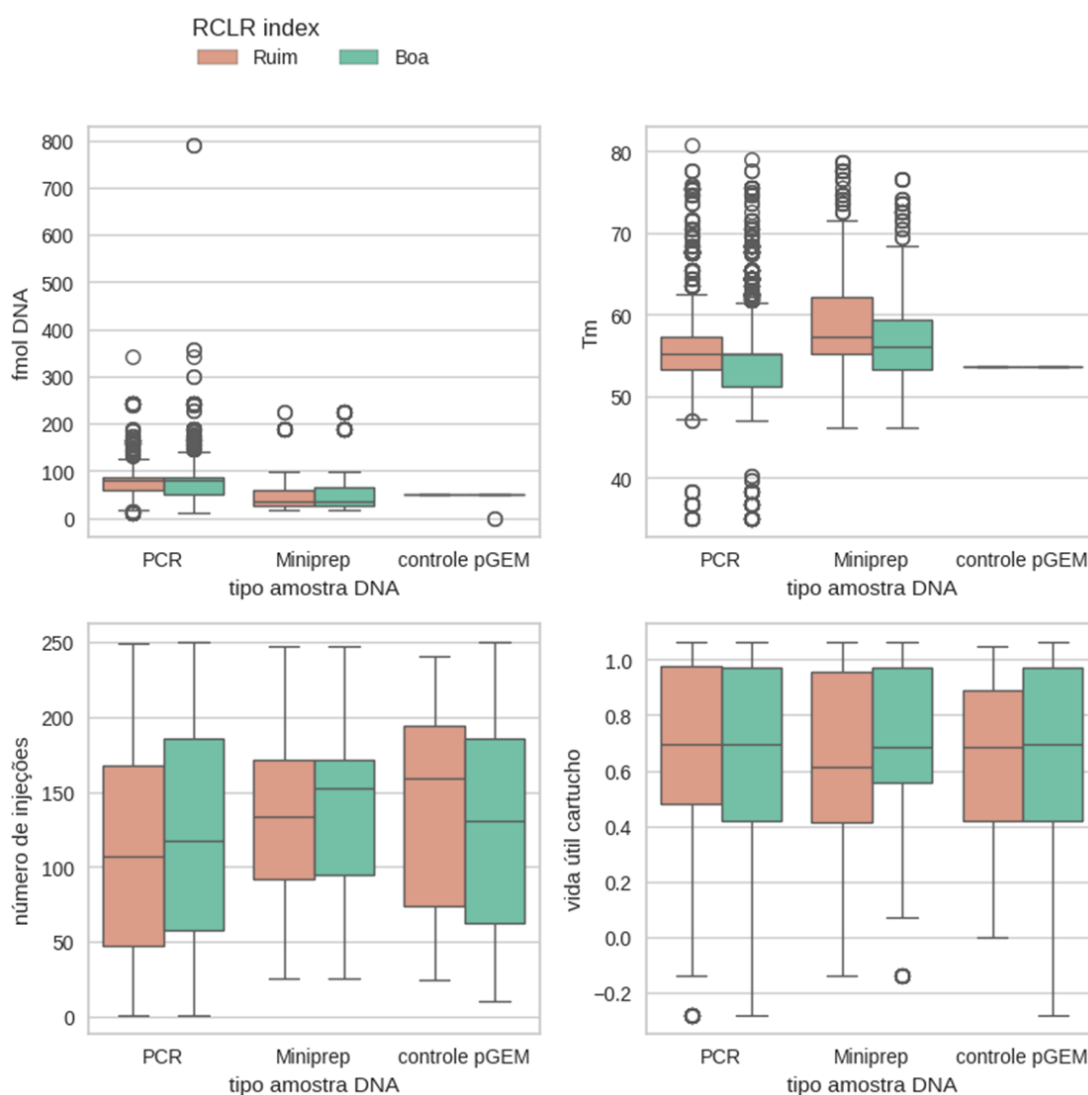 RCLR index
Ruim Boa
fmol DNA
800
700
600
500
400
300
200
100
0
PCR Miniprep controle pGEM
tipo amostra DNA
Tm
80
70
60
50
40
PCR Miniprep controle pGEM
tipo amostra DNA
número de injeções
250
200
150
100
50
0
PCR Miniprep controle pGEM
tipo amostra DNA
vida útil cartucho
1.0
0.8
0.6
0.4
0.2
0.0
−0.2
PCR Miniprep controle pGEM
tipo amostra DNA